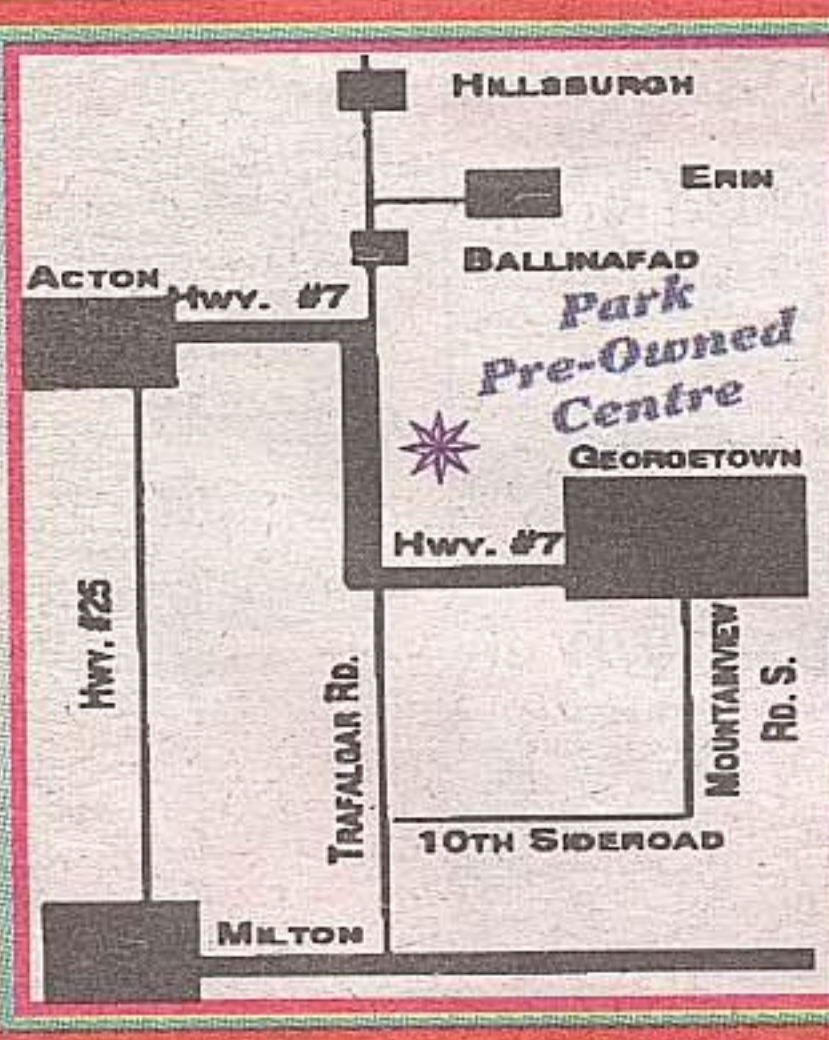 HILLSBURGH
ERIN
BALLINAFAD
ACTON
HWY. #7
Park
Pre-Owned
Centre
GEORGETOWN
HWY. #7
HWY. #25
TRAFALGAR RD.
MOUNTAINVIEW
RD. S.
10TH SIDEROAD
MILTON